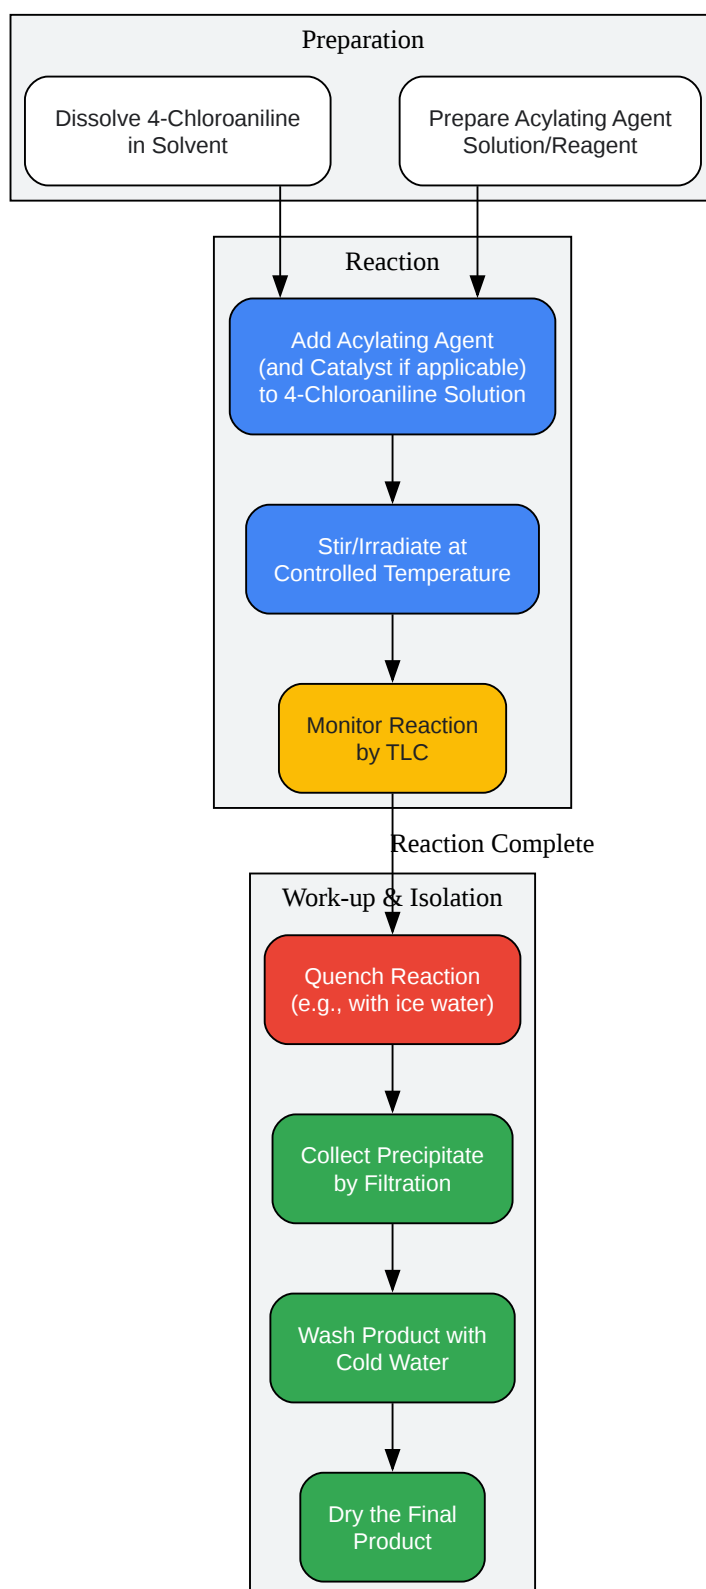 Preparation
Dissolve 4-Chloroaniline
in Solvent
Prepare Acylating Agent
Solution/Reagent
Reaction
Add Acylating Agent
(and Catalyst if applicable)
to 4-Chloroaniline Solution
Stir/Irradiate at
Controlled Temperature
Monitor Reaction
by TLC
Reaction Complete
Work-up & Isolation
Quench Reaction
(e.g., with ice water)
Collect Precipitate
by Filtration
Wash Product with
Cold Water
Dry the Final
Product